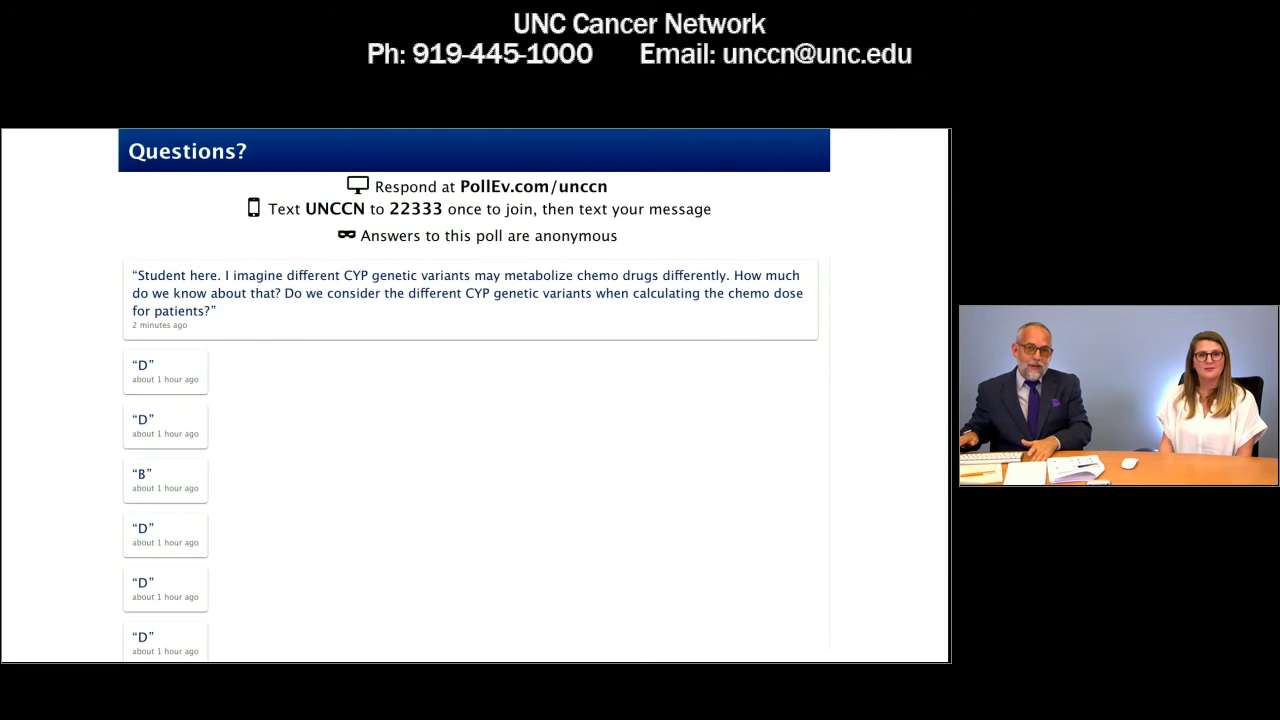 UNC Cancer Network
Ph: 919-445-1000 Email: unccn@unc.edu
Questions?
Respond at PollEv.com/unccn
Text UNCCN to 22333 once to join, then text your message
Answers to this poll are anonymous
“Student here. I imagine different CYP genetic variants may metabolize chemo drugs differently. How much
do we know about that? Do we consider the different CYP genetic variants when calculating the chemo dose
for patients?”
2 minutes ago
“D”
about 1 hour ago
“D”
about 1 hour ago
“B”
about 1 hour ago
“D”
about 1 hour ago
“D”
about 1 hour ago
“D”
about 1 hour ago